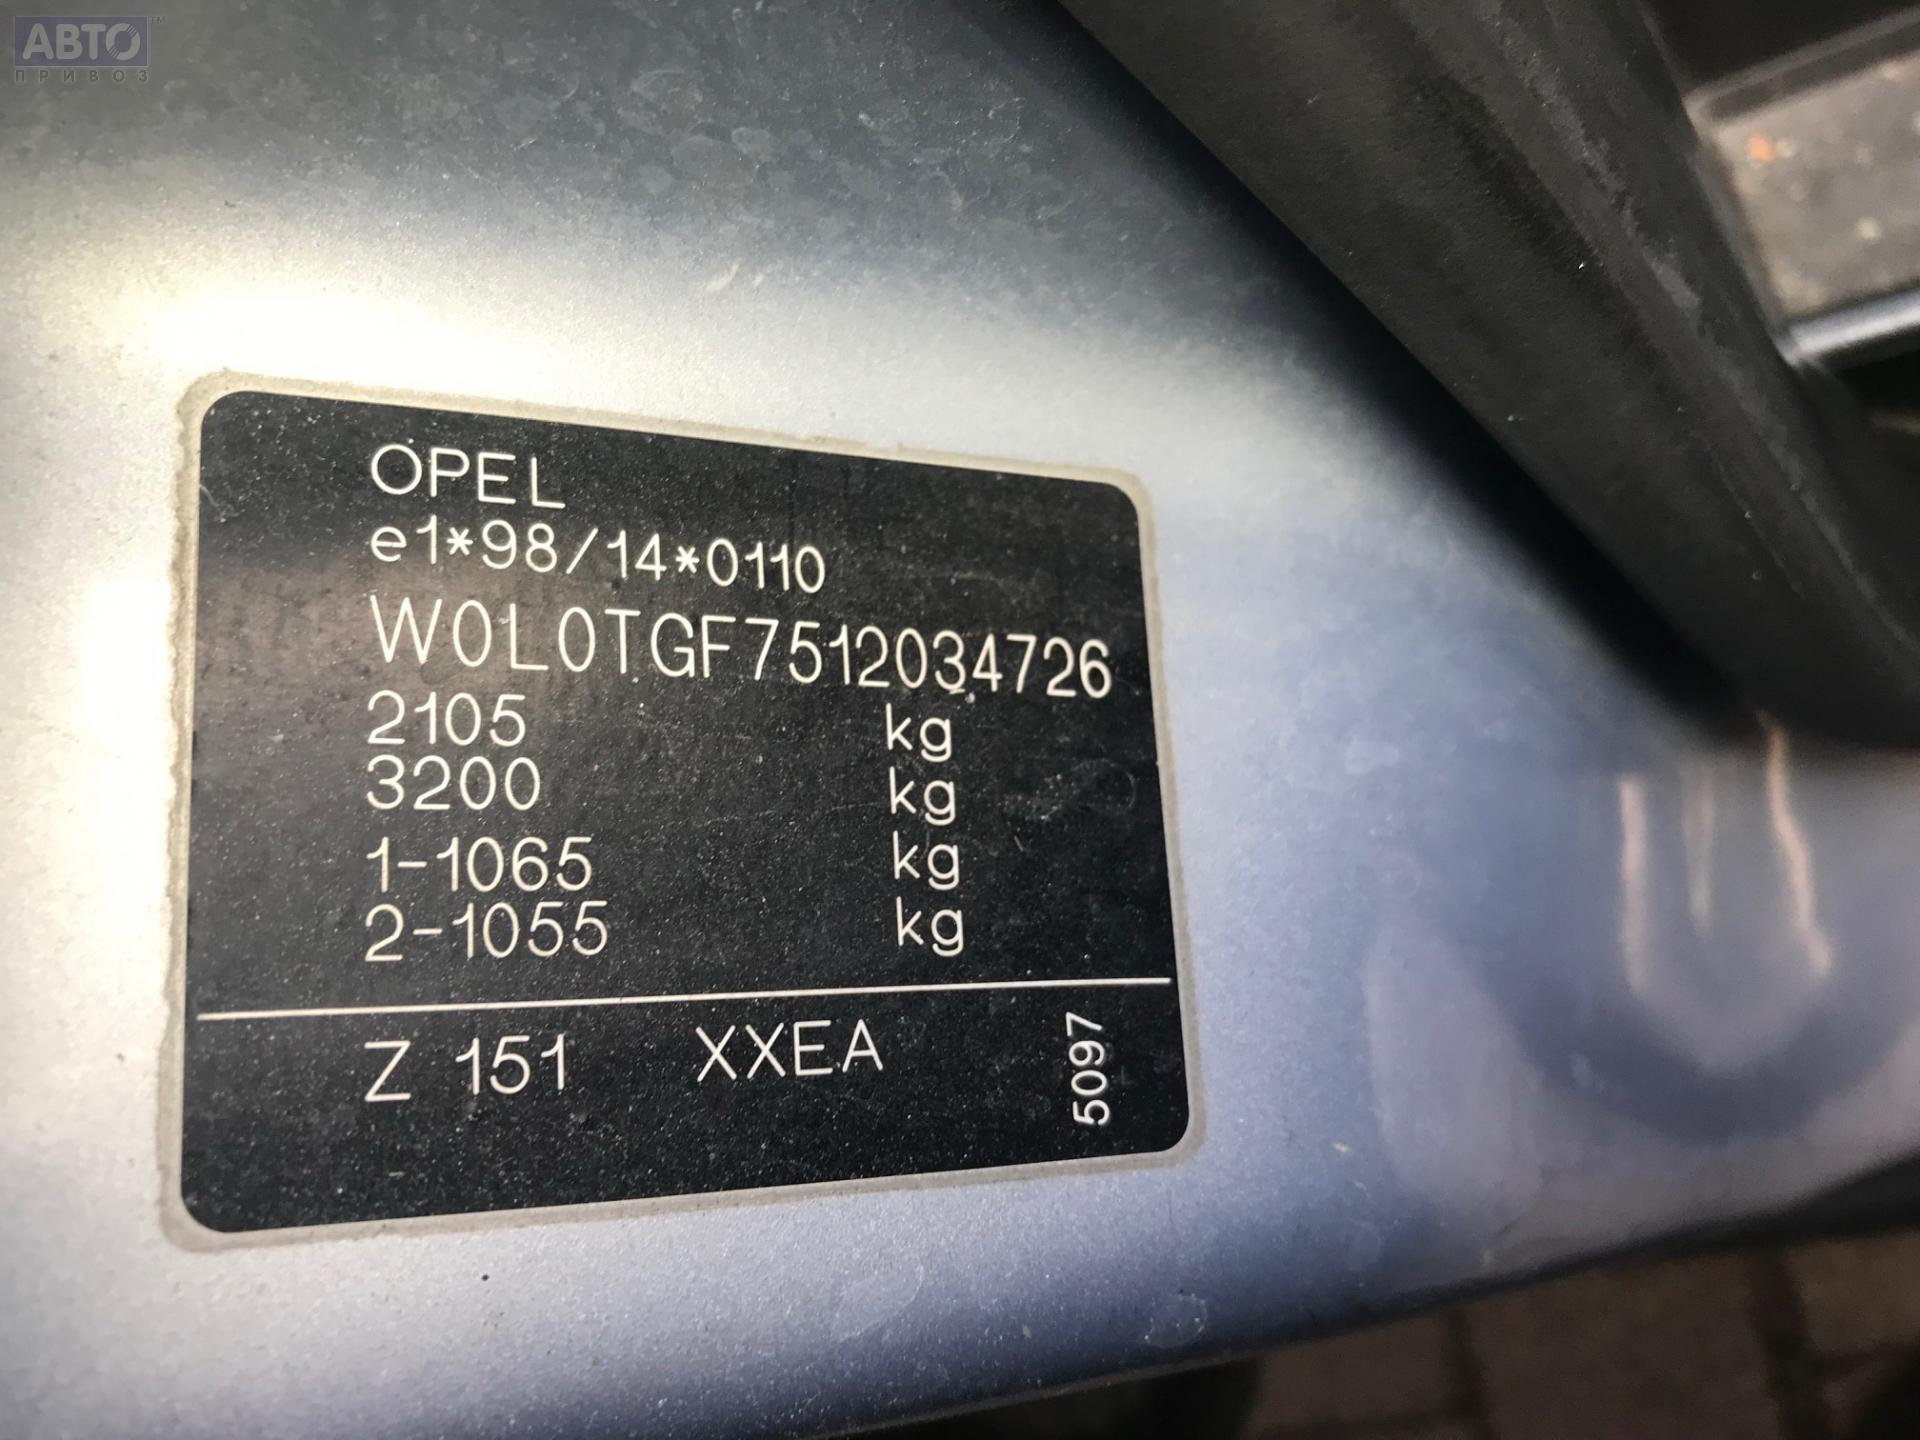 АВТО™
ПРИВОЗ
OPEL
e1*98/14*0110
W0L0TGF7512034726
2105 kg
3200 kg
1-1065 kg
2-1055 kg
Z 151 XXEA 5097